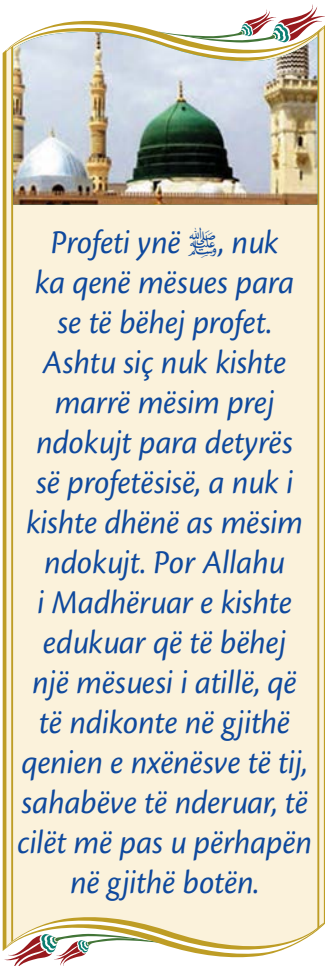 Profeti ynë ﷺ, nuk
ka qenë mësues para
se të bëhej profet.
Ashtu siç nuk kishte
marrë mësim prej
ndokujt para detyrës
së profetësisë, a nuk i
kishte dhënë as mësim
ndokujt. Por Allahu
i Madhëruar e kishte
edukuar që të bëhej
një mësuesi i atillë, që
të ndikonte në gjithë
qenien e nxënësve të tij,
sahabëve të nderuar, të
cilët më pas u përhapën
në gjithë botën.